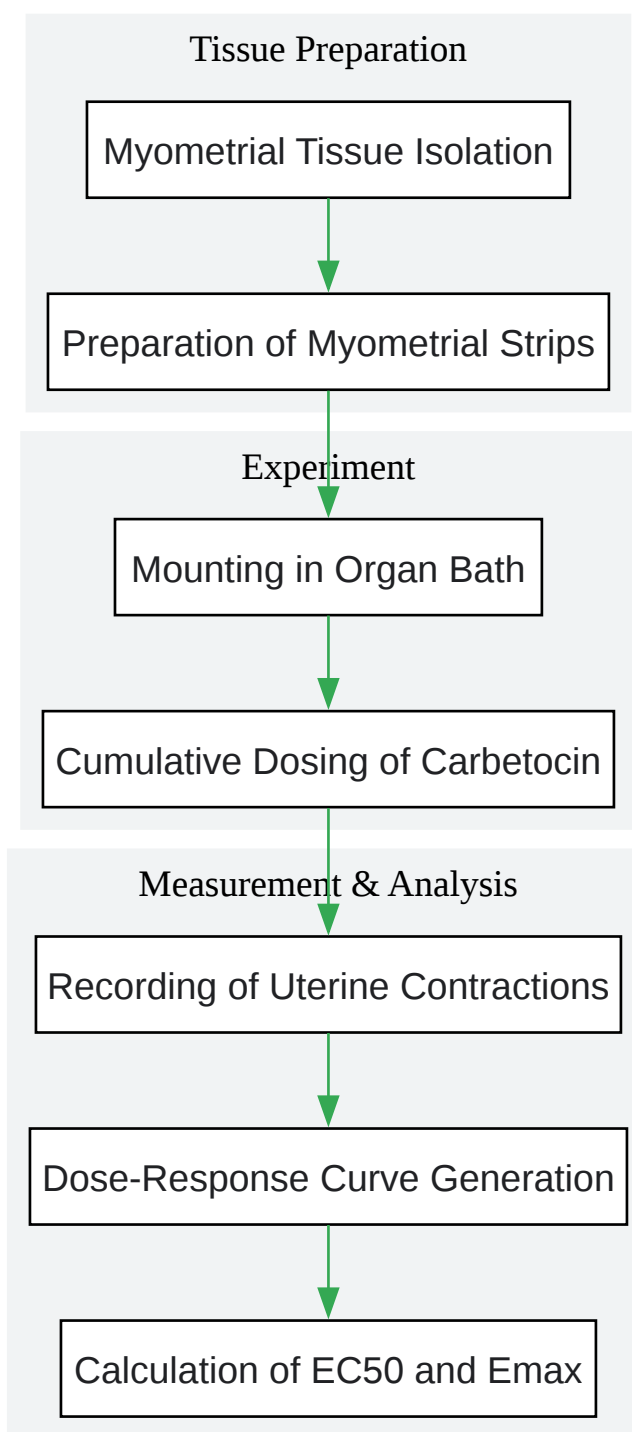 Tissue Preparation
Myometrial Tissue Isolation
Preparation of Myometrial Strips
Experiment
Mounting in Organ Bath
Cumulative Dosing of Carbetocin
Measurement & Analysis
Recording of Uterine Contractions
Dose-Response Curve Generation
Calculation of EC50 and Emax